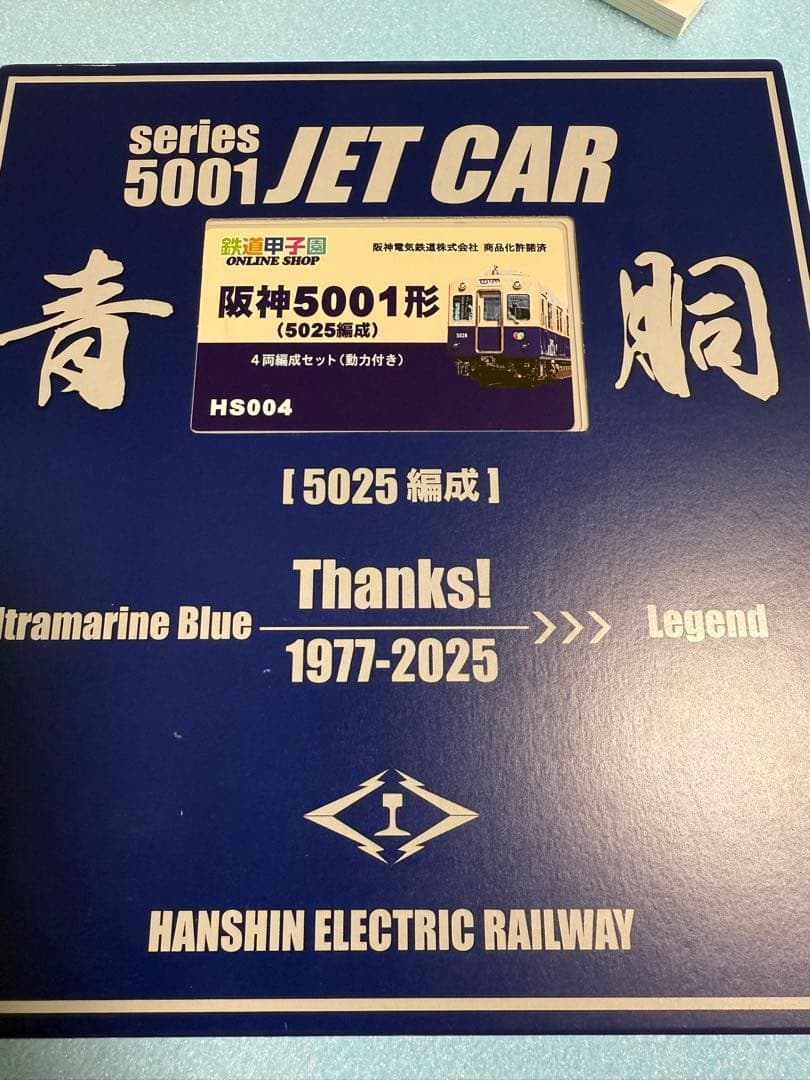 series
5001 JET CAR
鉄道甲子園
ONLINE SHOP
阪神電気鉄道株式会社 商品化許諾済
阪神5001形
(5025編成)
4両編成セット(動力付き)
HS004
青胴
[5025編成]
Thanks!
ltramarine Blue
Legend
1977-2025
HANSHIN ELECTRIC RAILWAY